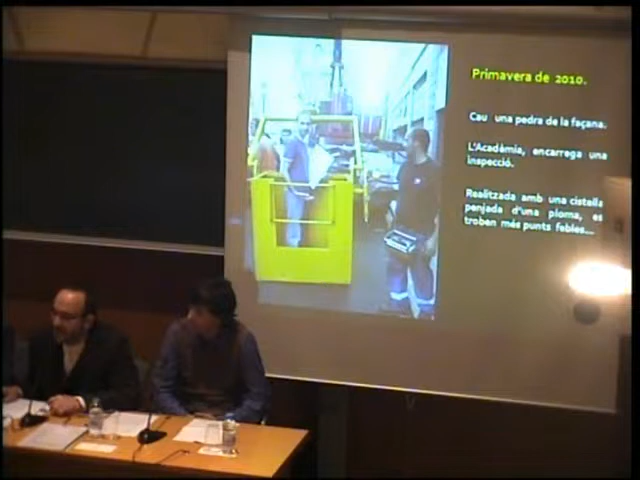 Primavera de 2010.
Cau una pedra de la façana.
L'Acadèmia, encarrega una
inspecció.
Realitzada amb una cistella
penjada d'una ploma, es
troben més punts febles...